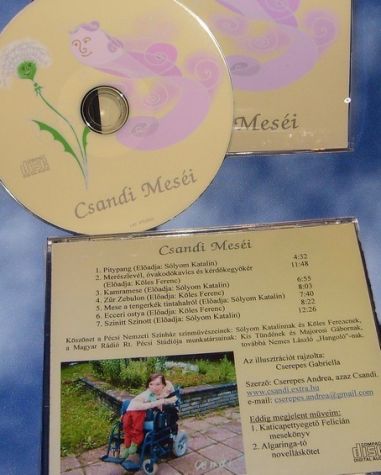 Meséi
Csandi Meséi
Csandi Meséi
1. Pitypang (Előadja: Sólyom Katalin) 4:32
2. Merészlevél, óvakodókavics és kérdőkegyókér 11:48
(Előadja: Köles Ferenc)
3. Kamramese (Előadja: Sólyom Katalin) 6:55
4. Zűr Zebulon (Előadja: Köles Ferenc) 8:03
5. Mese a tengerkék tintahalról (Előadja: Sólyom Katalin) 7:40
6. Ecceri ostya (Előadja: Köles Ferenc) 8:22
7. Szinitt Szinott (Előadja: Sólyom Katalin) 12:26
Köszönet a Pécsi Nemzeti Színház színművészeinek: Sólyom Katalinnak és Köles Ferencnek,
a Magyar Rádió Rt. Pécsi Stúdiója munkatársainak: Kis Tündének és Majorosi Gábornak,
továbbá Nemes László „Hangoló"-nak.
Az illusztrációt rajzolta:
Cserepes Gabriella
Szerző: Cserepes Andrea, azaz Csandi
www.csandi.extra.hu
e-mail: cserepes.andrea@gmail.com
Eddig megjelent műveim:
1. Katicapettyegető Felicián
mesekönyv
2. Algaringa-tó
novelláskötet